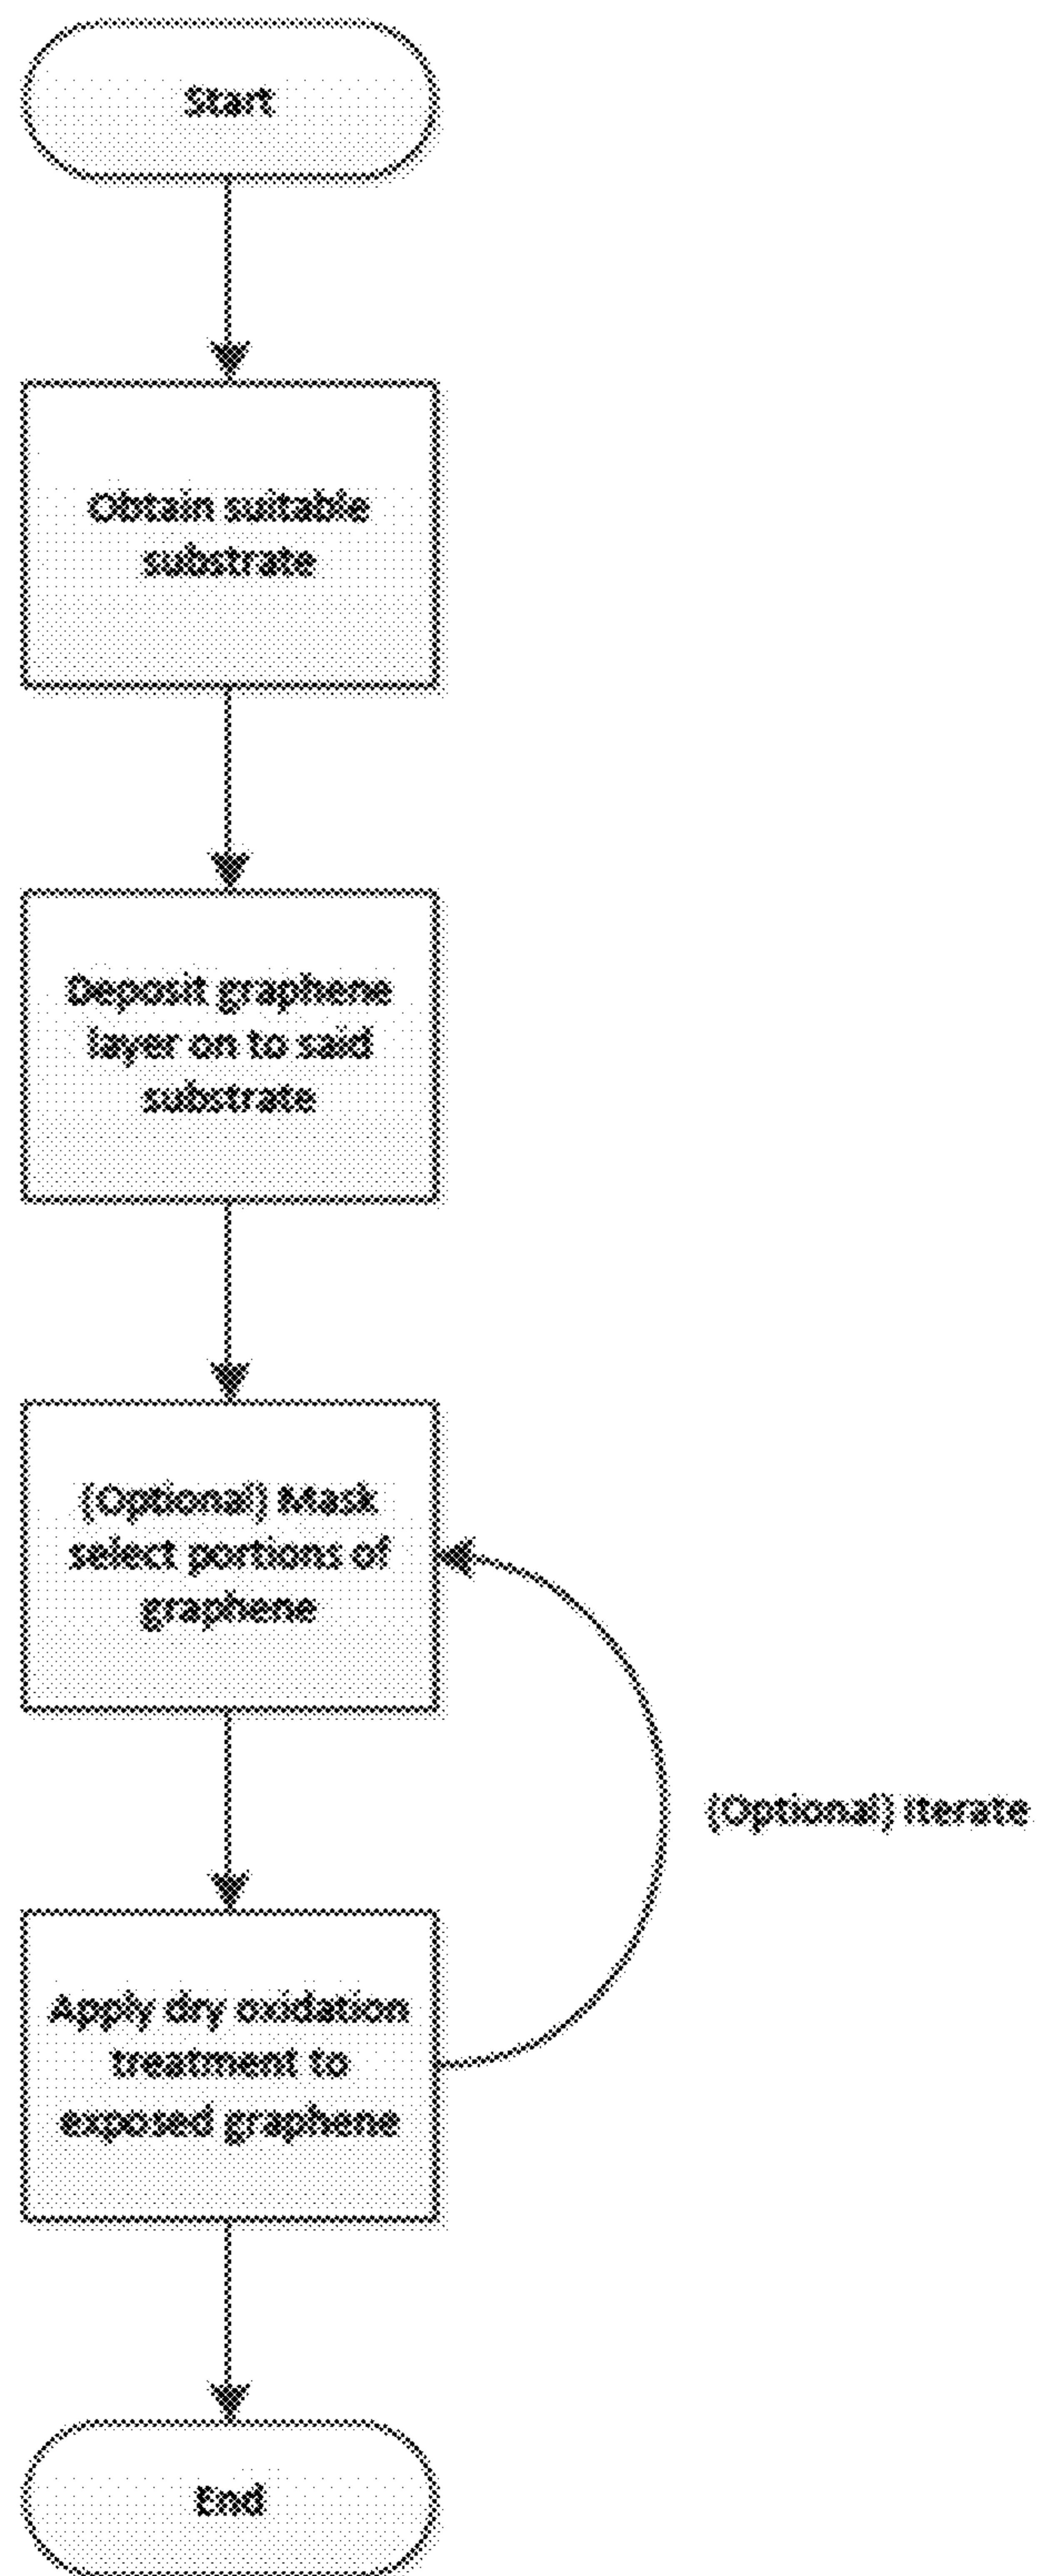 Start
Obtain suitable
substrate
Deposit graphene
layer on to said
substrate
(Optional) Mask
select portions of
graphene
(Optional) Iterate
Apply dry oxidation
treatment to
exposed graphene
End